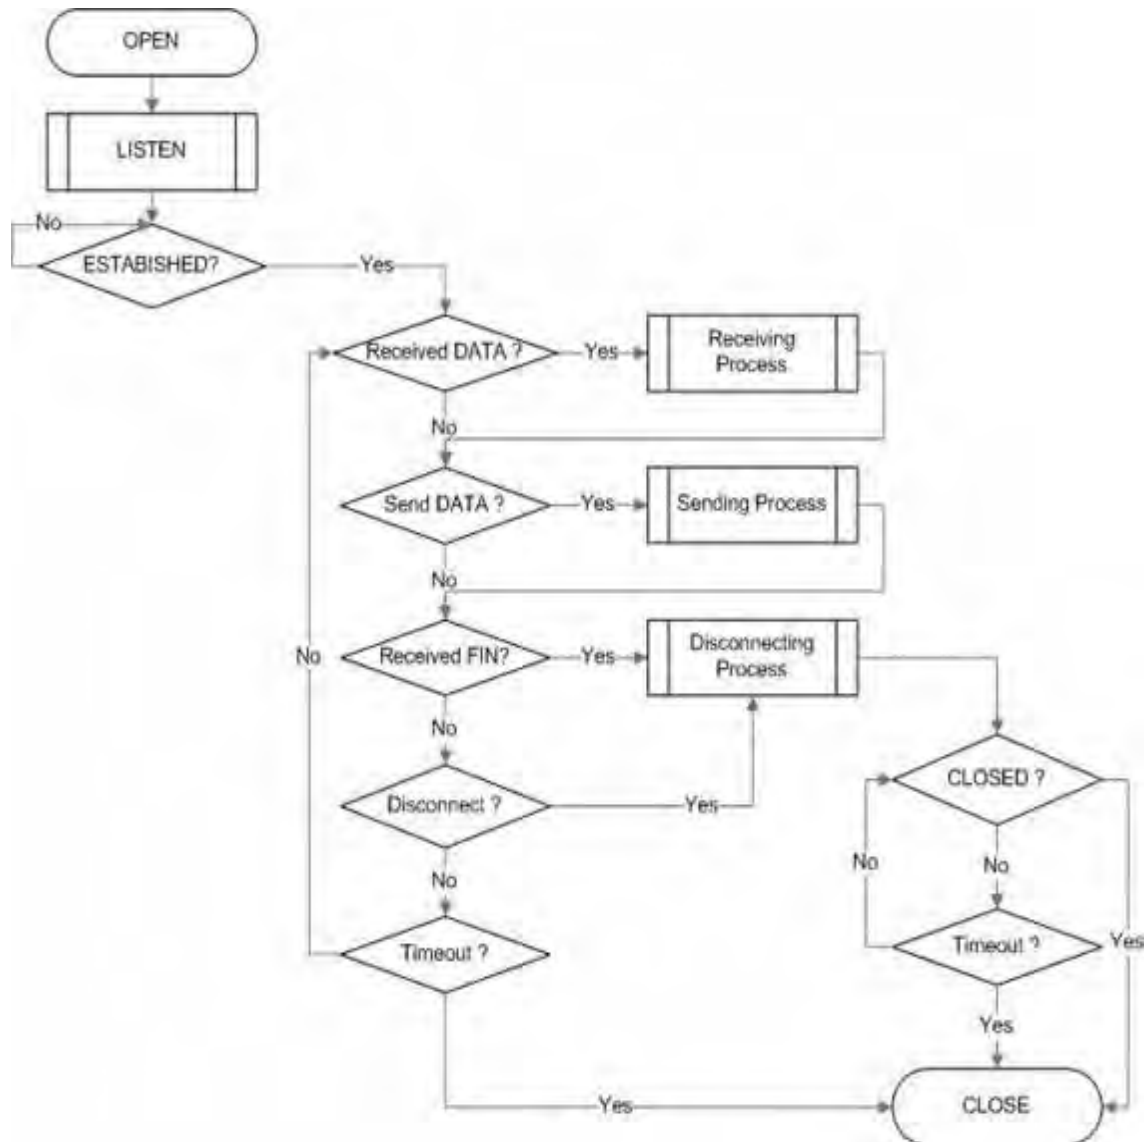 OPEN
LISTEN
No
ESTABISHED?
Yes
Received DATA ?
Yes
Receiving
Process
No
Send DATA ?
Yes
Sending Process
No
No
Received FIN?
Yes
Disconnecting
Process
No
Disconnect ?
Yes
CLOSED ?
No
No
No
Timeout ?
Timeout ?
Yes
Yes
Yes
CLOSE